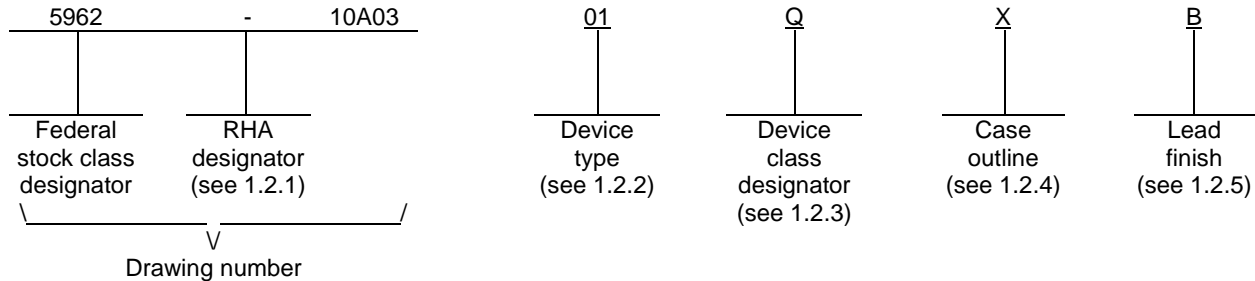 5962 - 10A03 01 Q X B
Federal stock class designator
RHA designator (see 1.2.1)
Device type (see 1.2.2)
Device class designator (see 1.2.3)
Case outline (see 1.2.4)
Lead finish (see 1.2.5)
Drawing number